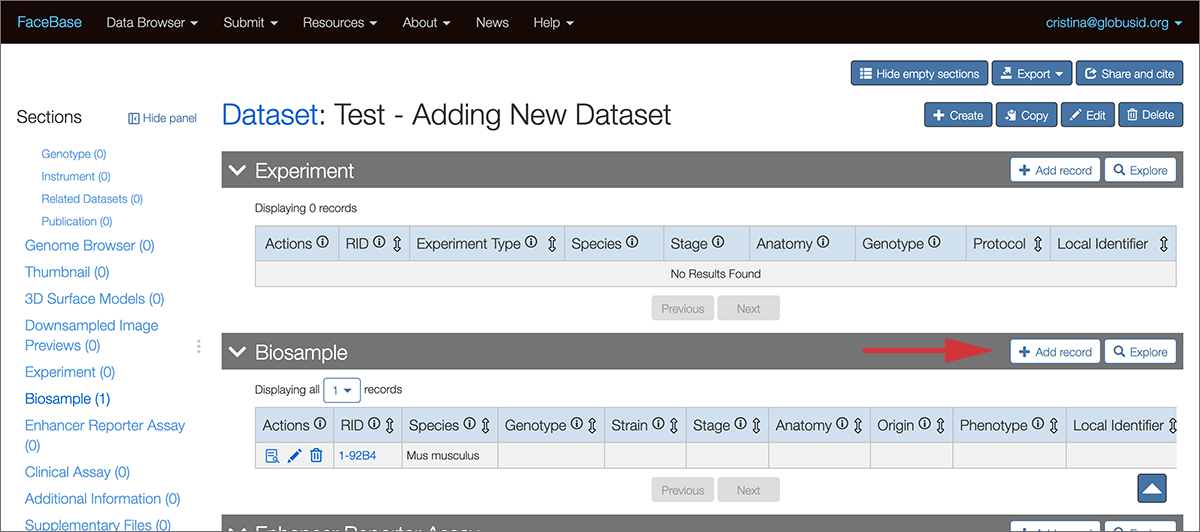 FaceBase Data Browser Submit Resources About News Help cristina@globusid.org
Hide empty sections Export Share and cite
Sections Hide panel
Dataset: Test - Adding New Dataset
Create Copy Edit Delete
Genotype (0)
Instrument (0)
Related Datasets (0)
Publication (0)
Genome Browser (0)
Thumbnail (0)
3D Surface Models (0)
Downsampled Image
Previews (0)
Experiment (0)
Biosample (1)
Enhancer Reporter Assay
(0)
Clinical Assay (0)
Additional Information (0)
Supplementary Files (0)
Experiment Add record Explore
Displaying 0 records
Actions RID Experiment Type Species Stage Anatomy Genotype Protocol Local Identifier
No Results Found
Previous Next
Biosample Add record Explore
Displaying all 1 records
Actions RID Species Genotype Strain Stage Anatomy Origin Phenotype Local Identifier
1-92B4 Mus musculus
Previous Next
Enhancer Reporter Assay Add record Explore